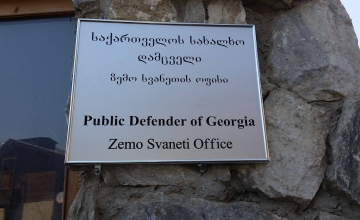 საქართველოს სახალხო
დამცველი
ზემო სვანეთის ოფისი
Public Defender of Georgia
Zemo Svaneti Office